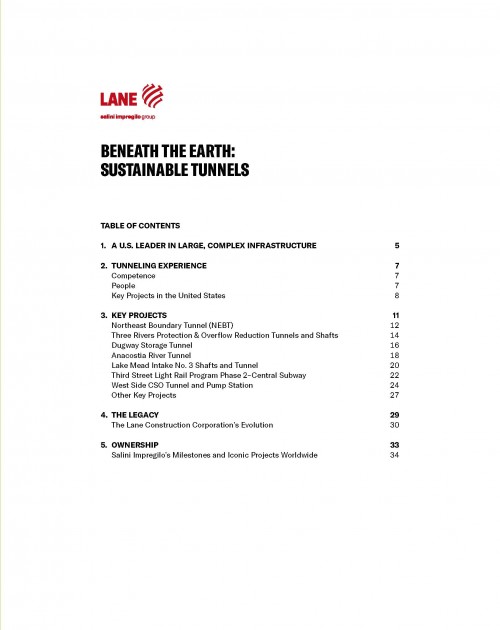 LANE
salini impregilo group
BENEATH THE EARTH:
SUSTAINABLE TUNNELS
TABLE OF CONTENTS
1. A U.S. LEADER IN LARGE, COMPLEX INFRASTRUCTURE 5
2. TUNNELING EXPERIENCE 7
Competence 7
People 7
Key Projects in the United States 8
3. KEY PROJECTS 11
Northeast Boundary Tunnel (NEBT) 12
Three Rivers Protection & Overflow Reduction Tunnels and Shafts 14
Dugway Storage Tunnel 16
Anacostia River Tunnel 18
Lake Mead Intake No. 3 Shafts and Tunnel 20
Third Street Light Rail Program Phase 2–Central Subway 22
West Side CSO Tunnel and Pump Station 24
Other Key Projects 27
4. THE LEGACY 29
The Lane Construction Corporation's Evolution 30
5. OWNERSHIP 33
Salini Impregilo's Milestones and Iconic Projects Worldwide 34